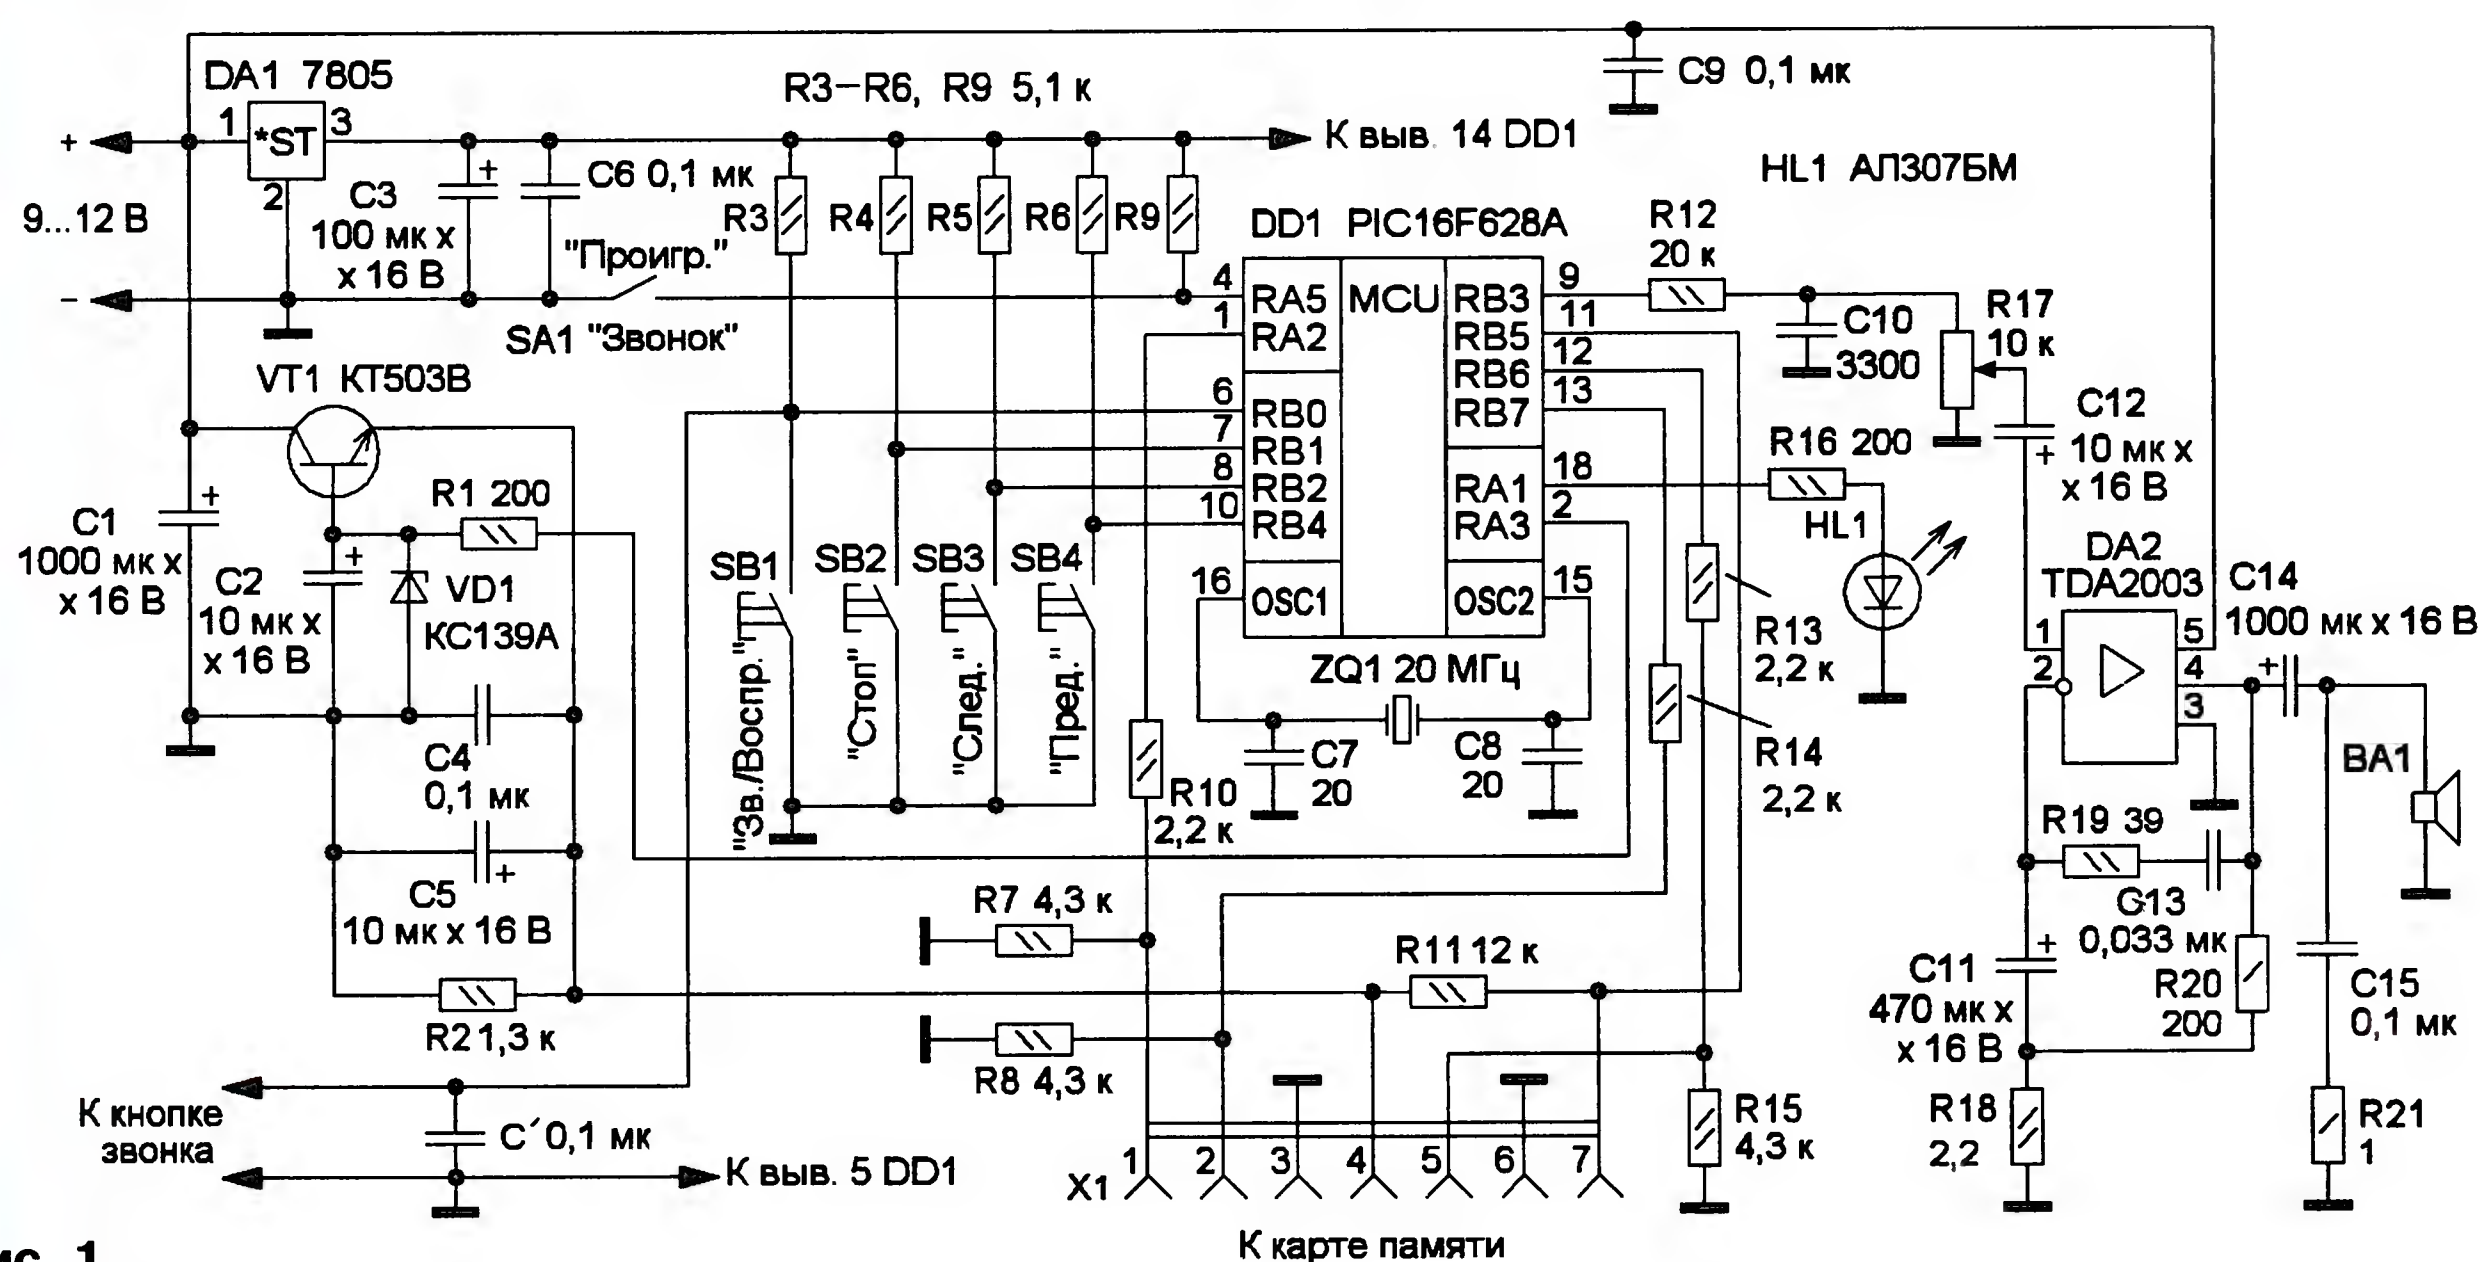 DA1 7805
R3–R6, R9 5,1 к
C9 0,1 мк
+
1
*ST
3
2
К выв. 14 DD1
HL1 АЛ307БМ
9...12 В
C3
100 мк х
х 16 В
+
C6 0,1 мк
R3
R4
R5
R6
R9
DD1 PIC16F628A
R12
20 к
"Проигр."
–
SA1 "Звонок"
4
RA5
MCU
RB3
9
1
RA2
RB5
11
RB6
12
RB7
13
6
RB0
7
RB1
8
RB2
10
RB4
RA1
18
RA3
2
16
OSC1
OSC2
15
C10
3300
R17
10 к
C12
+ 10 мк х
х 16 В
R16 200
HL1
VT1 КТ503В
R1 200
C1
1000 мк х
х 16 В
+
C2
10 мк х
х 16 В
+
VD1
КС139А
SB1
SB2
SB3
SB4
"Зв./Воспр."
"Стоп"
"След."
"Пред."
ZQ1 20 МГц
C7
20
C8
20
R13
2,2 к
R14
2,2 к
DA2
TDA2003
C14
1000 мк х 16 В
1
2
5
4
3
+
BA1
C4
0,1 мк
C5
10 мк х 16 В
+
R10
2,2 к
R19 39
G13
0,033 мк
R7 4,3 к
R11 12 к
C11
470 мк х
х 16 В
+
R20
200
C15
0,1 мк
R2 1,3 к
R8 4,3 к
К кнопке
звонка
C´ 0,1 мк
К выв. 5 DD1
R15
4,3 к
R18
2,2
R21
1
X1
1
2
3
4
5
6
7
К карте памяти
1